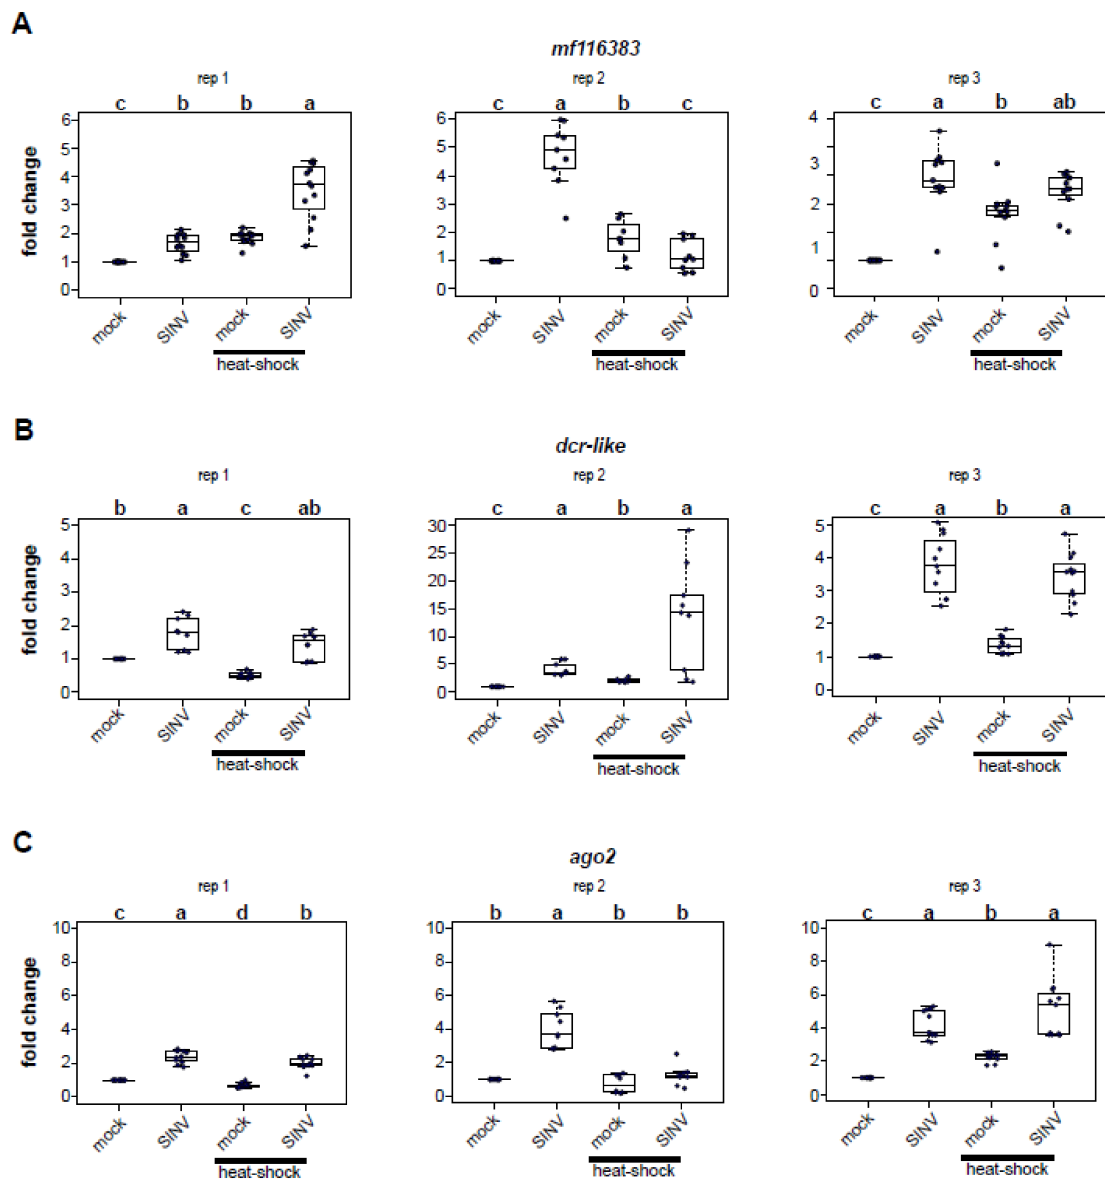 A
mf116383
rep 1
rep 2
rep 3
c b b a
c a b c
c a b ab
fold change
6
5
4
3
2
1
0
6
5
4
3
2
1
0
4
3
2
1
0
mock SINV mock SINV
mock SINV mock SINV
mock SINV mock SINV
heat-shock
heat-shock
heat-shock
B
dcr-like
rep 1
rep 2
rep 3
b a c ab
c a b a
c a b a
fold change
5
4
3
2
1
0
30
25
20
15
10
5
0
5
4
3
2
1
0
mock SINV mock SINV
mock SINV mock SINV
mock SINV mock SINV
heat-shock
heat-shock
heat-shock
C
ago2
rep 1
rep 2
rep 3
c a d b
b a b b
c a b a
fold change
10
8
6
4
2
0
10
8
6
4
2
0
10
8
6
4
2
0
mock SINV mock SINV
mock SINV mock SINV
mock SINV mock SINV
heat-shock
heat-shock
heat-shock